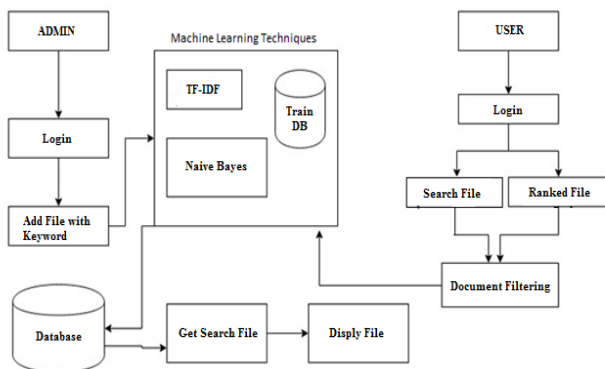 ADMIN
Machine Learning Techniques
USER
TF-IDF
Train
DB
Login
Login
Naive Bayes
Search File
Ranked File
Add File with
Keyword
Document Filtering
Database
Get Search File
Disply File